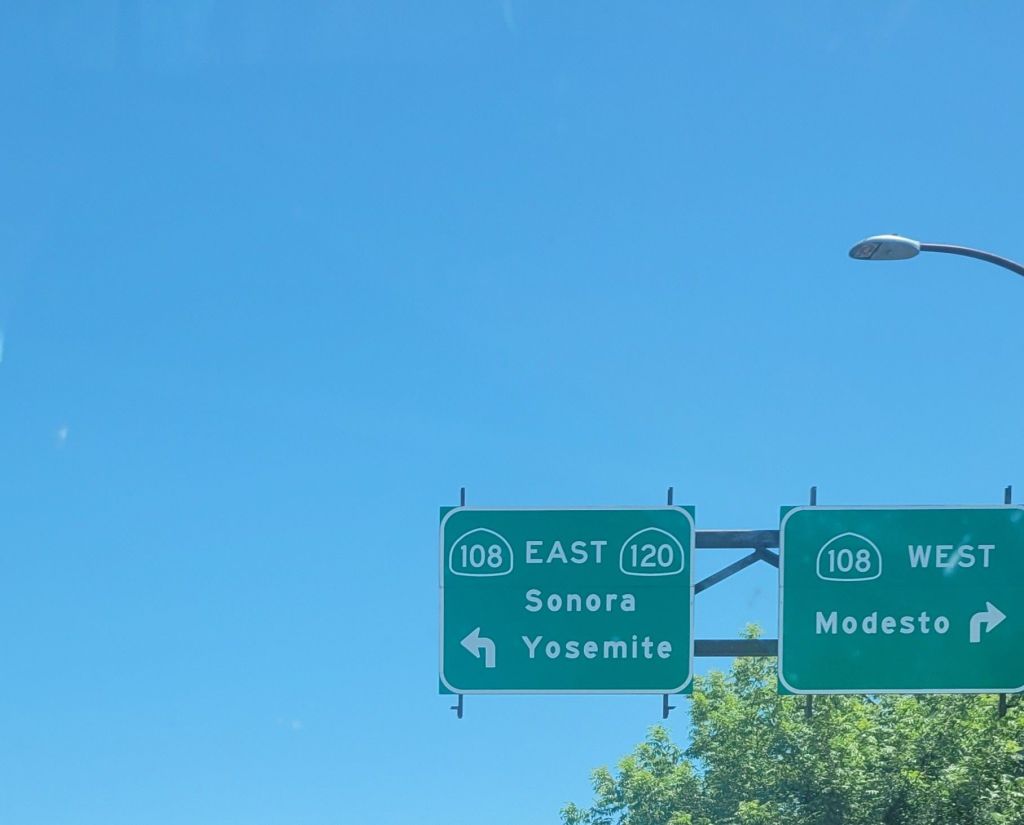 108 EAST 120
Sonora
Yosemite
108 WEST
Modesto